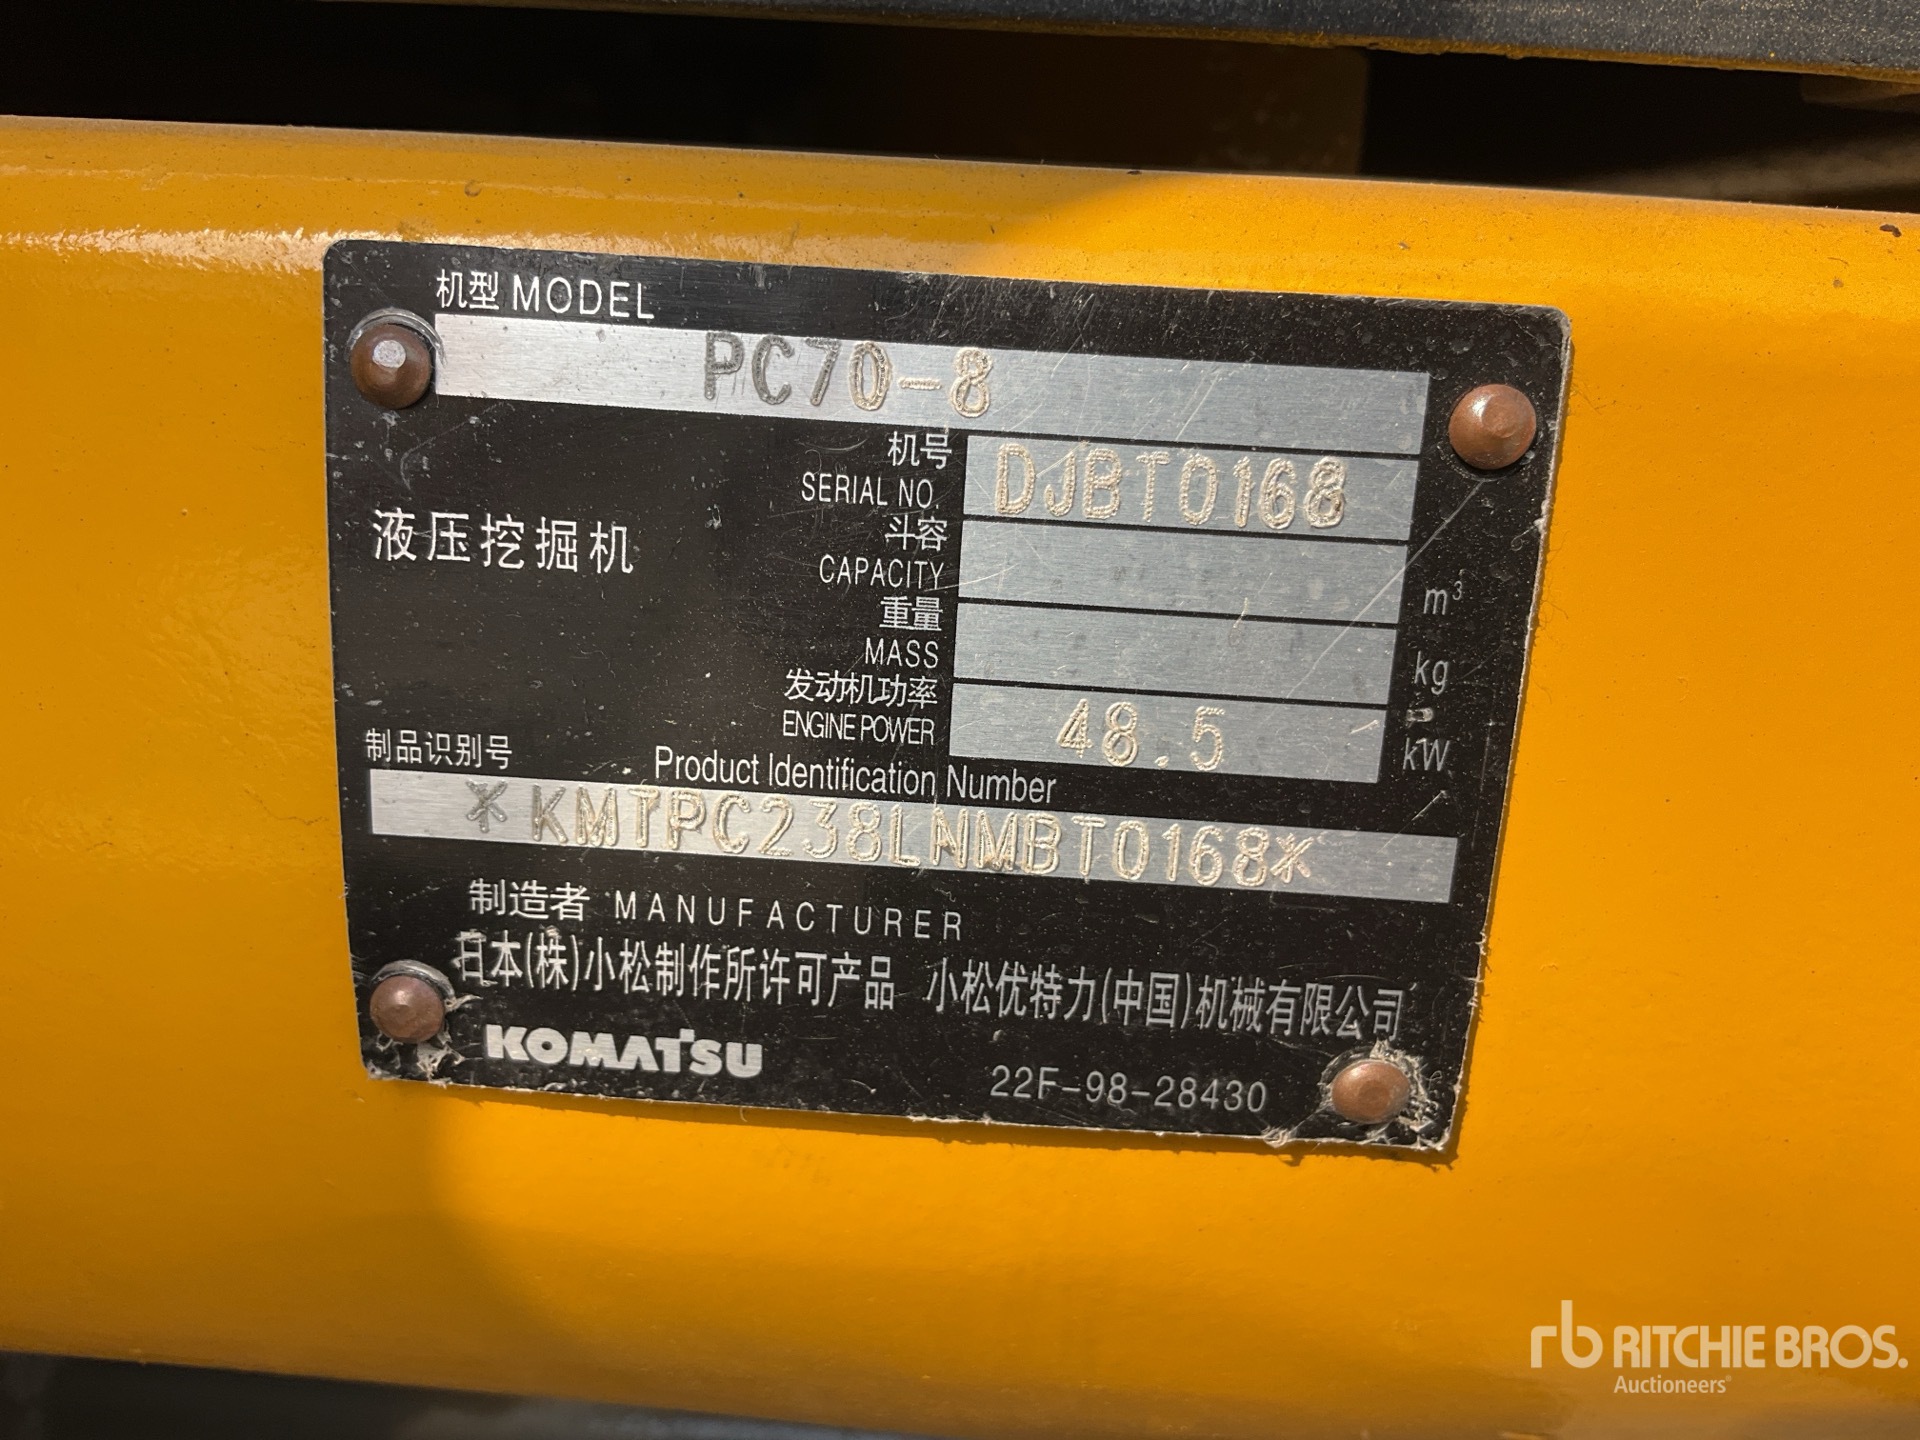 机型 MODEL
PC70-8
机号
SERIAL NO.
DJBT0168
液压挖掘机
斗容
CAPACITY
m³
重量
MASS
kg
发动机功率
ENGINE POWER
48.5
kW
制品识别号
Product Identification Number
*KMTPC238LNMBT0168*
制造者 MANUFACTURER
日本(株)小松制作所许可产品 小松优特力(中国)机械有限公司
KOMATSU
22F-98-28430
rb RITCHIE BROS.
Auctioneers